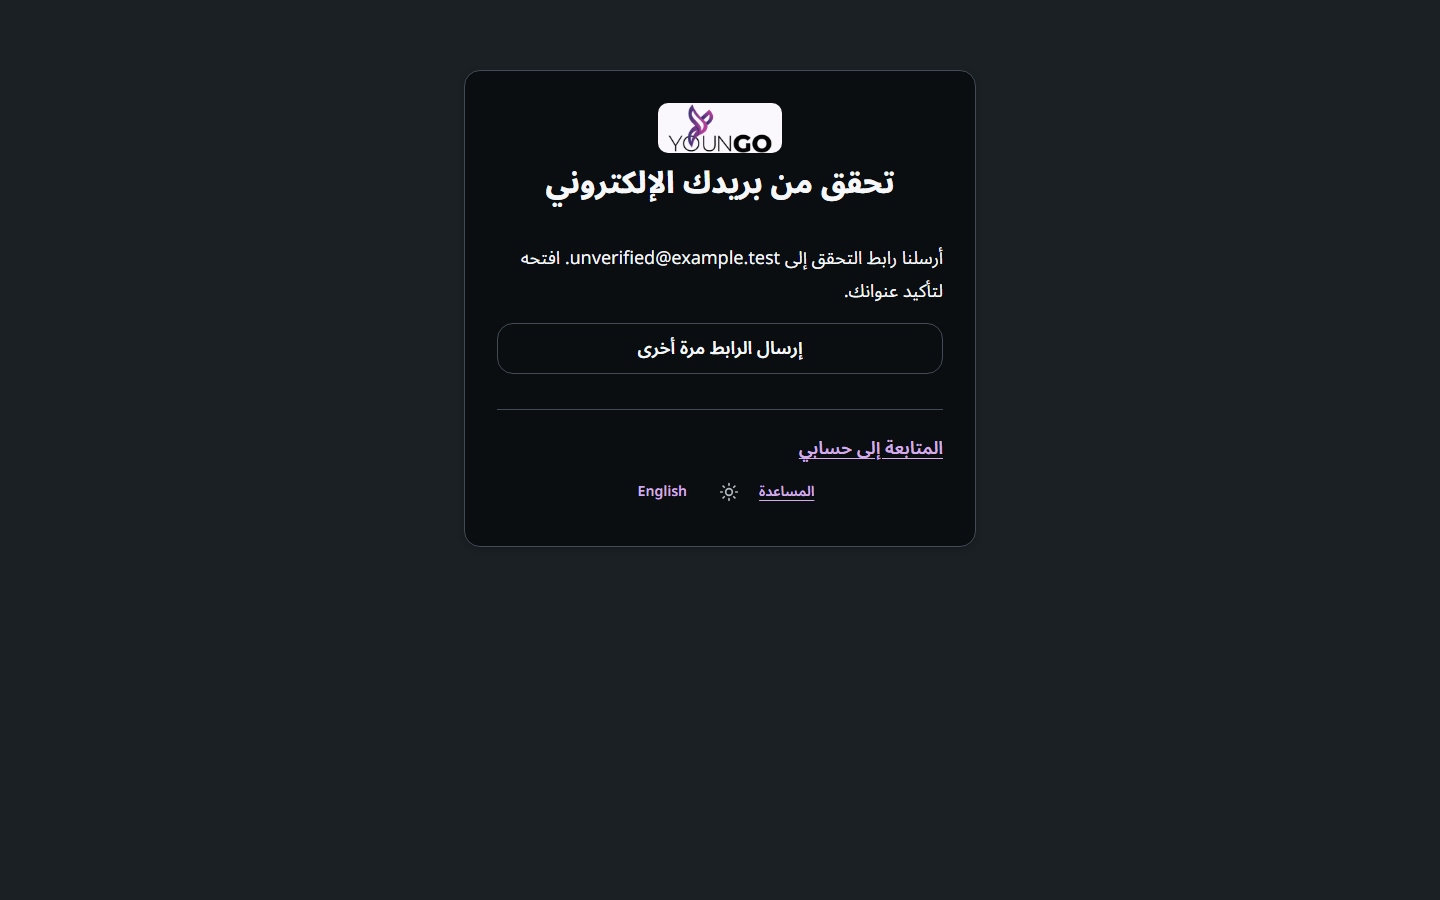 YOUNGO
تحقق من بريدك الإلكتروني
أرسلنا رابط التحقق إلى unverified@example.test. افتحه
لتأكيد عنوانك.
إرسال الرابط مرة أخرى
المتابعة إلى حسابي
المساعدة English